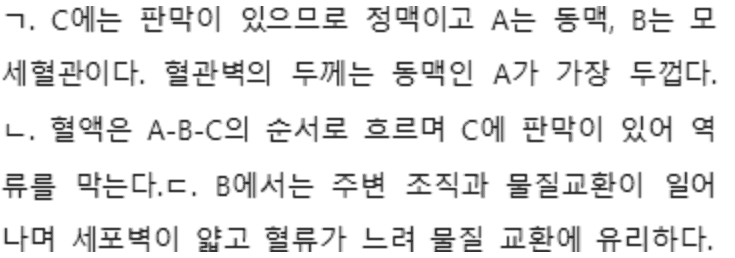 ㄱ. C에는 판막이 있으므로 정맥이고 A는 동맥, B는 모
세혈관이다. 혈관벽의 두께는 동맥인 A가 가장 두껍다.
ㄴ. 혈액은 A-B-C의 순서로 흐르며 C에 판막이 있어 역
류를 막는다.ㄷ. B에서는 주변 조직과 물질교환이 일어
나며 세포벽이 얇고 혈류가 느려 물질 교환에 유리하다.